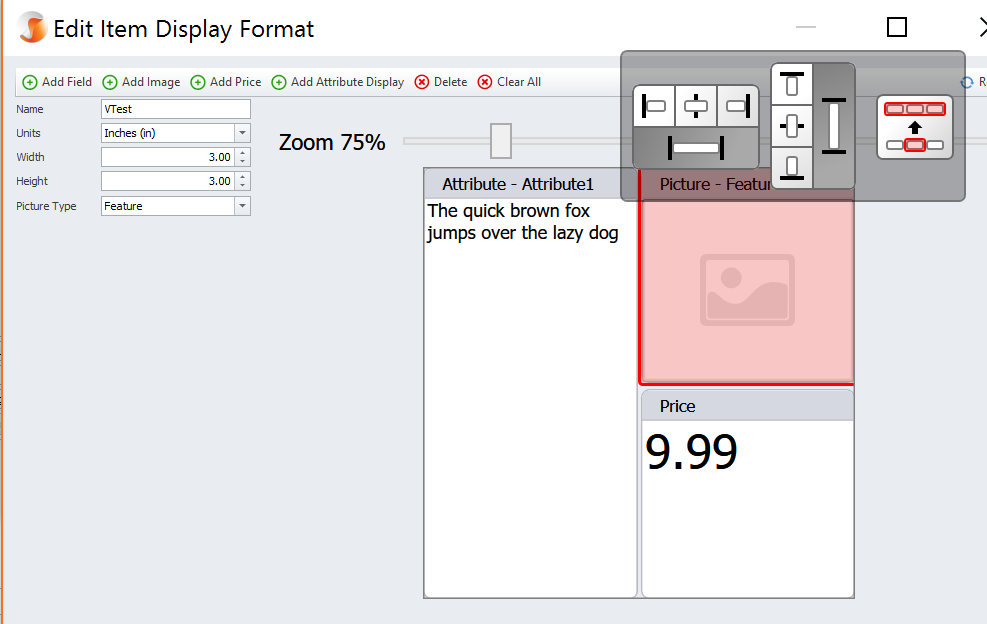 Edit Item Display Format
Add Field Add Image Add Price Add Attribute Display Delete Clear All
Name VTest
Units Inches (in)
Zoom 75%
Width 3.00
Height 3.00
Picture Type Feature
Attribute - Attribute1
The quick brown fox
jumps over the lazy dog
Picture -
Price
9.99